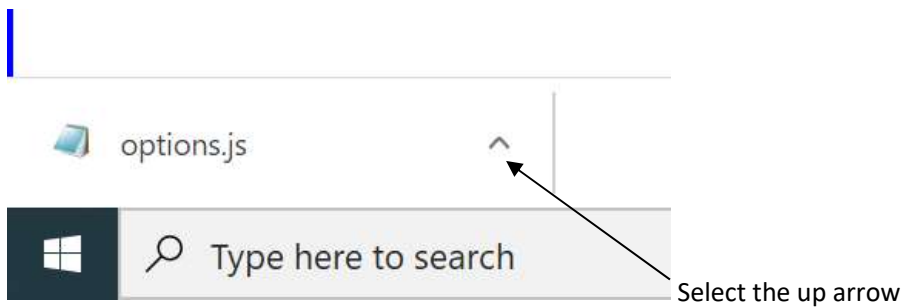 options.js
Type here to search
Select the up arrow